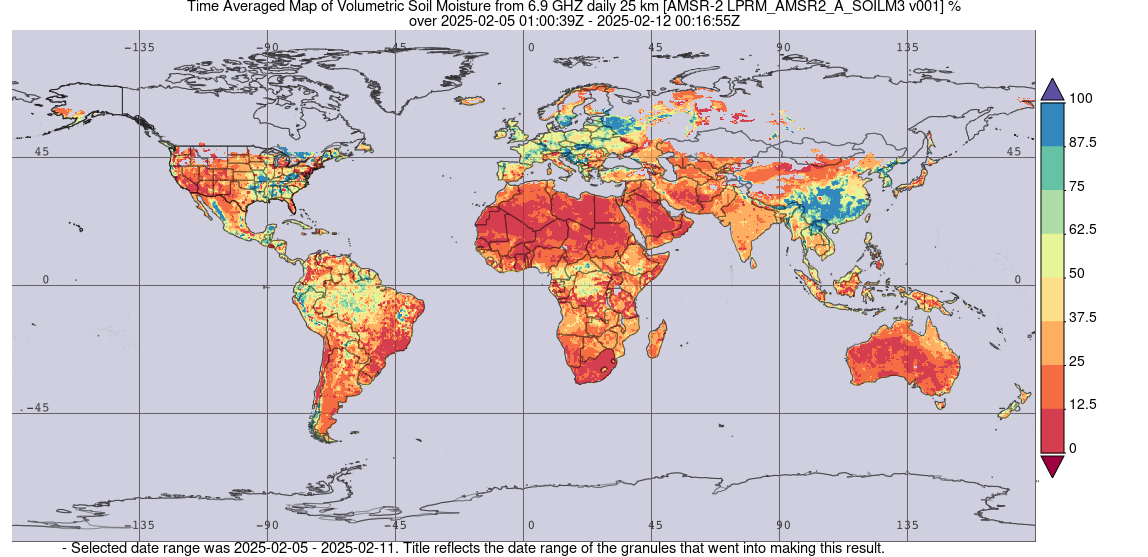 Time Averaged Map of Volumetric Soil Moisture from 6.9 GHZ daily 25 km [AMSR-2 LPRM_AMSR2_A_SOILM3 v001] %
over 2025-02-05 01:00:39Z - 2025-02-12 00:16:55Z
-135 -90 -45 0 45 90 135
100
87.5
45 45
75
62.5
50
0 0
37.5
25
12.5
-45
0
-135 -90 -45 0 45 90 135
- Selected date range was 2025-02-05 - 2025-02-11. Title reflects the date range of the granules that went into making this result.